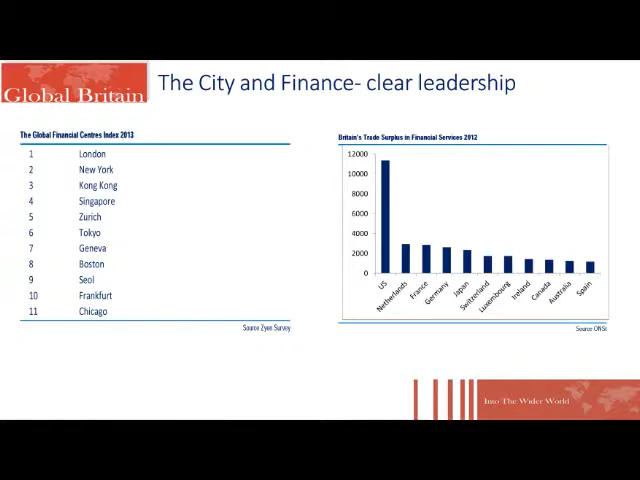 Global Britain
The City and Finance- clear leadership
The Global Financial Centres Index 2013
1 London
2 New York
3 Kong Kong
4 Singapore
5 Zurich
6 Tokyo
7 Geneva
8 Boston
9 Seol
10 Frankfurt
11 Chicago
Source Zyen Survey
Britain's Trade Surplus in Financial Services 2012
12000
10000
8000
6000
4000
2000
0
US
Netherlands
France
Germany
Japan
Switzerland
Luxembourg
Ireland
Canada
Australia
Spain
Source ONSt
Into The Wider World